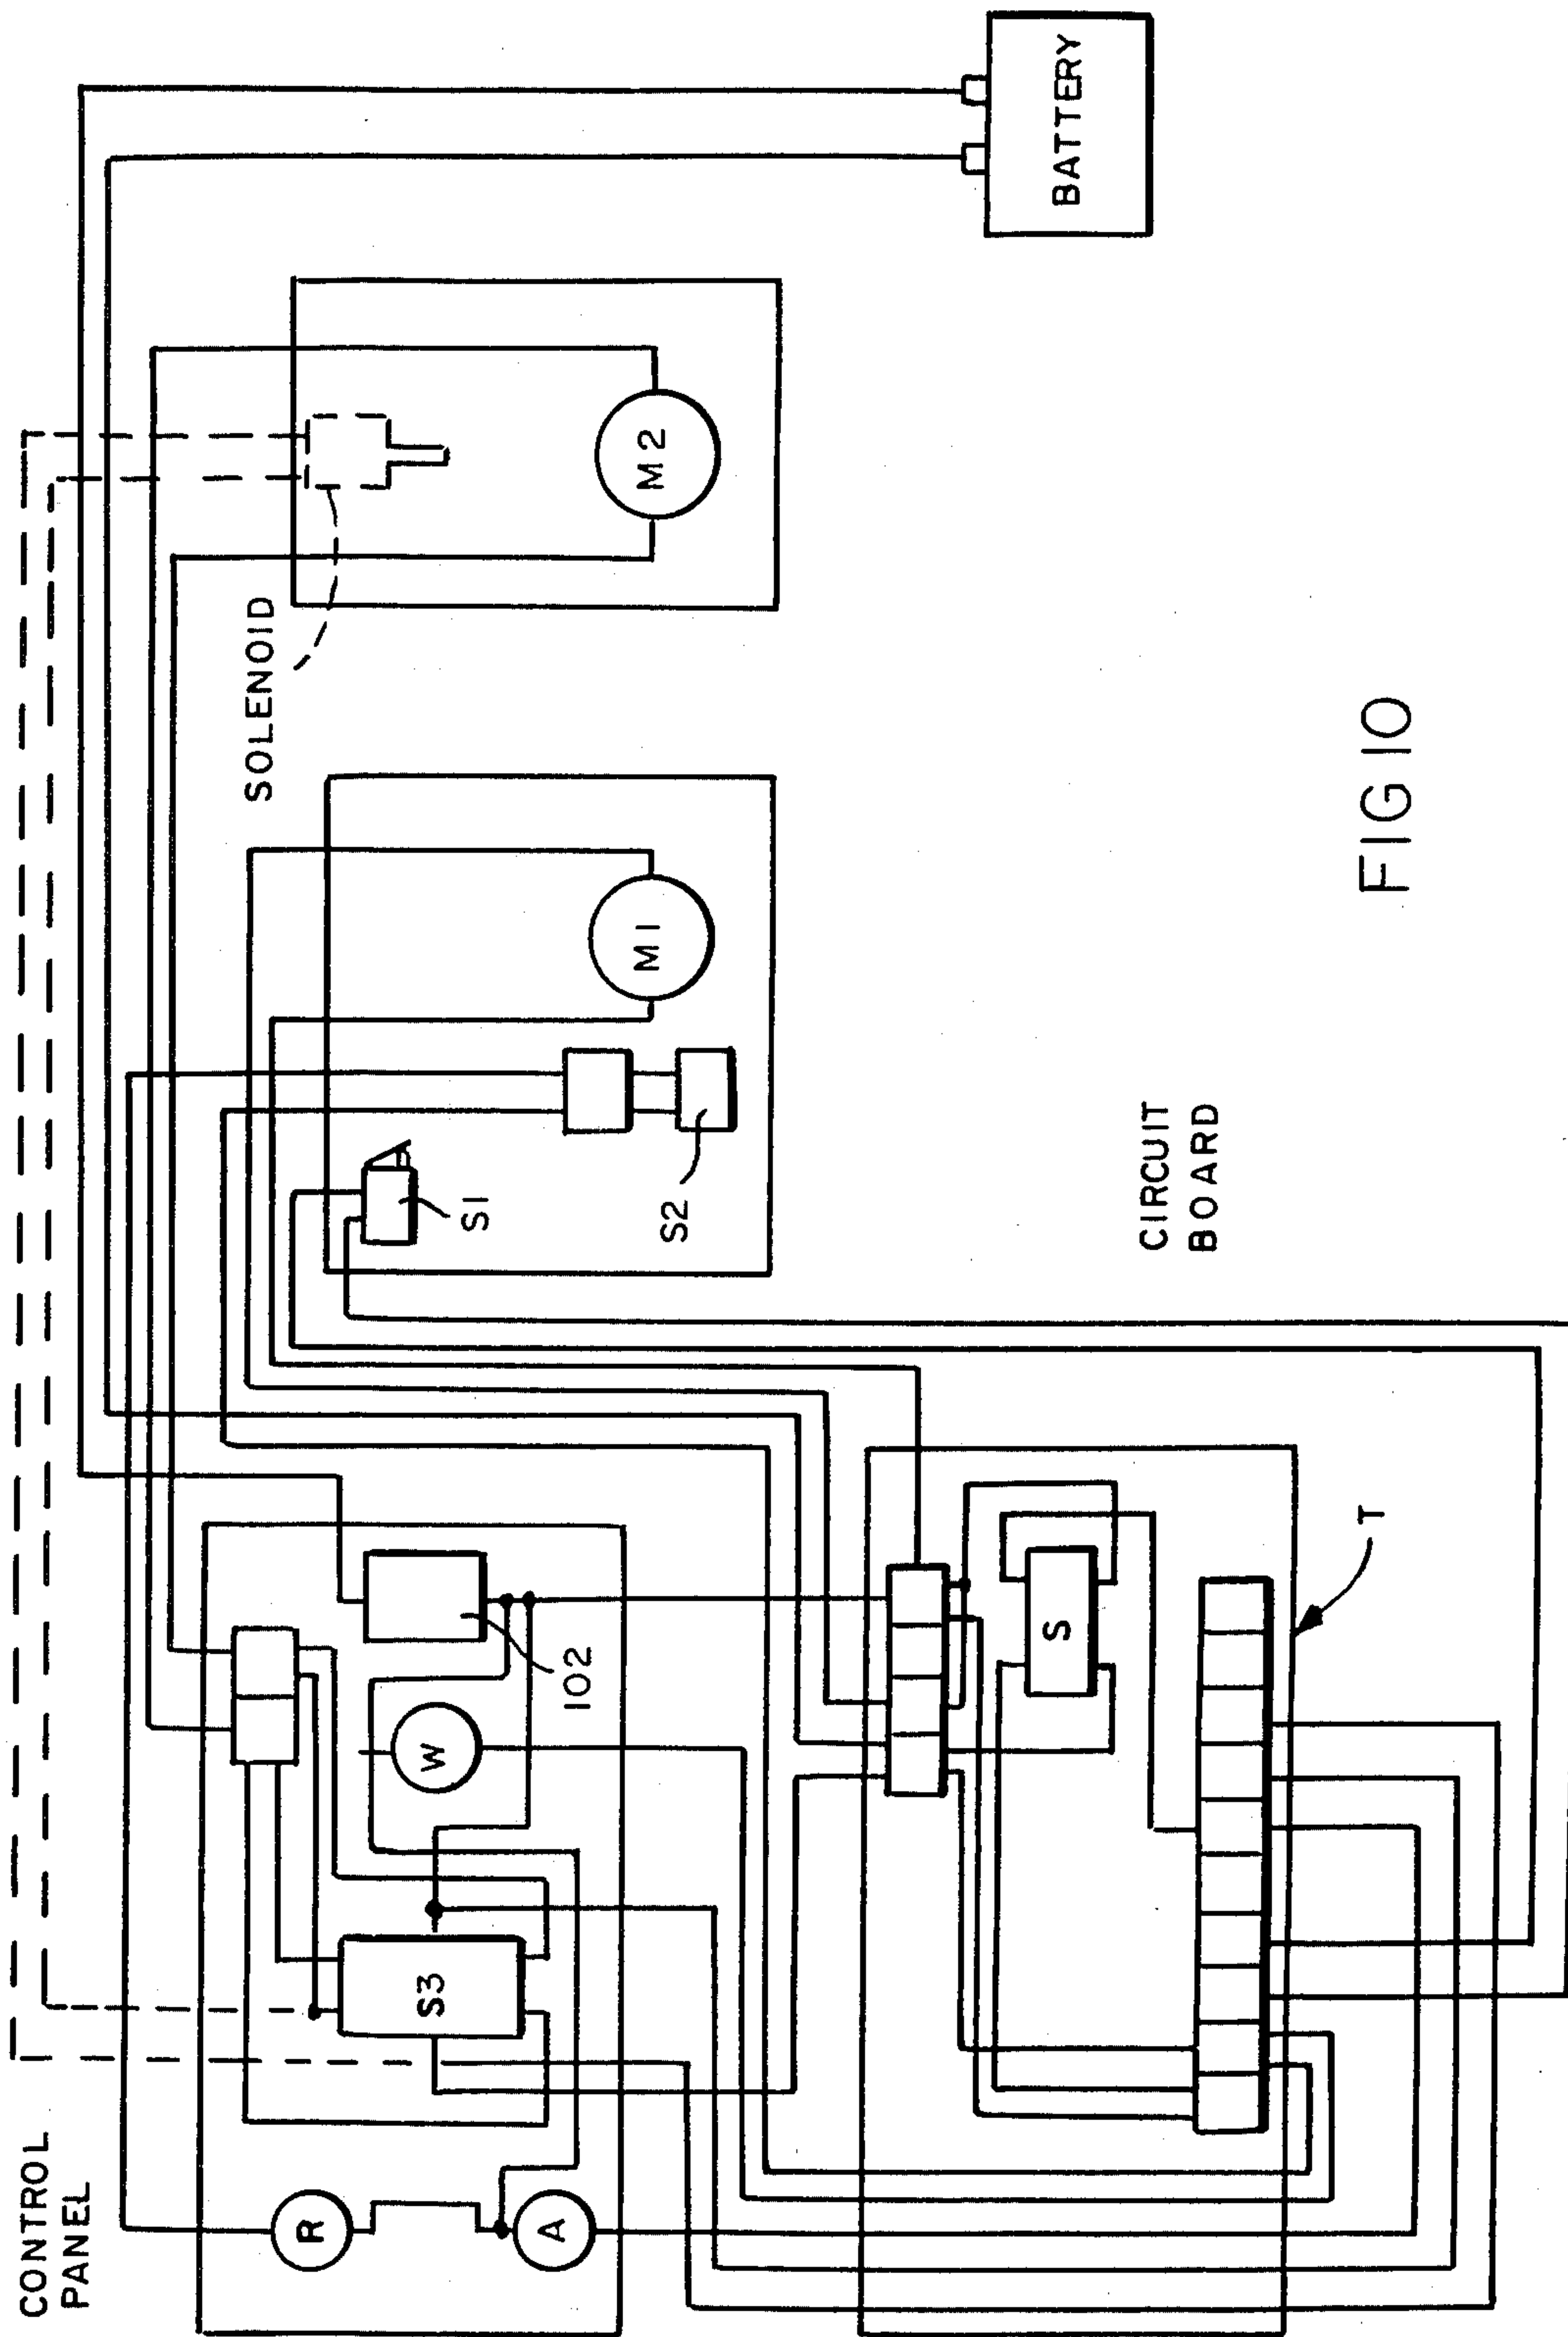 CONTROL
PANEL
R
A
S3
W
102
SOLENOID
S1
S2
M1
M2
BATTERY
S
T
CIRCUIT
BOARD
FIG 10